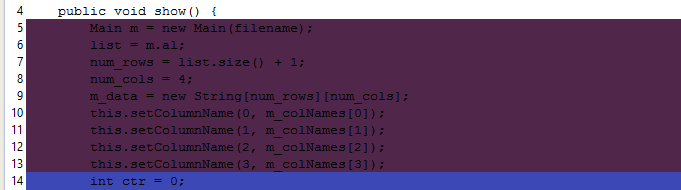 4 public void show() {
5 Main m = new Main(filename);
6 list = m.al;
7 num_rows = list.size() + 1;
8 num_cols = 4;
9 m_data = new String[num_rows][num_cols];
10 this.setColumnName(0, m_colNames[0]);
11 this.setColumnName(1, m_colNames[1]);
12 this.setColumnName(2, m_colNames[2]);
13 this.setColumnName(3, m_colNames[3]);
14 int ctr = 0;